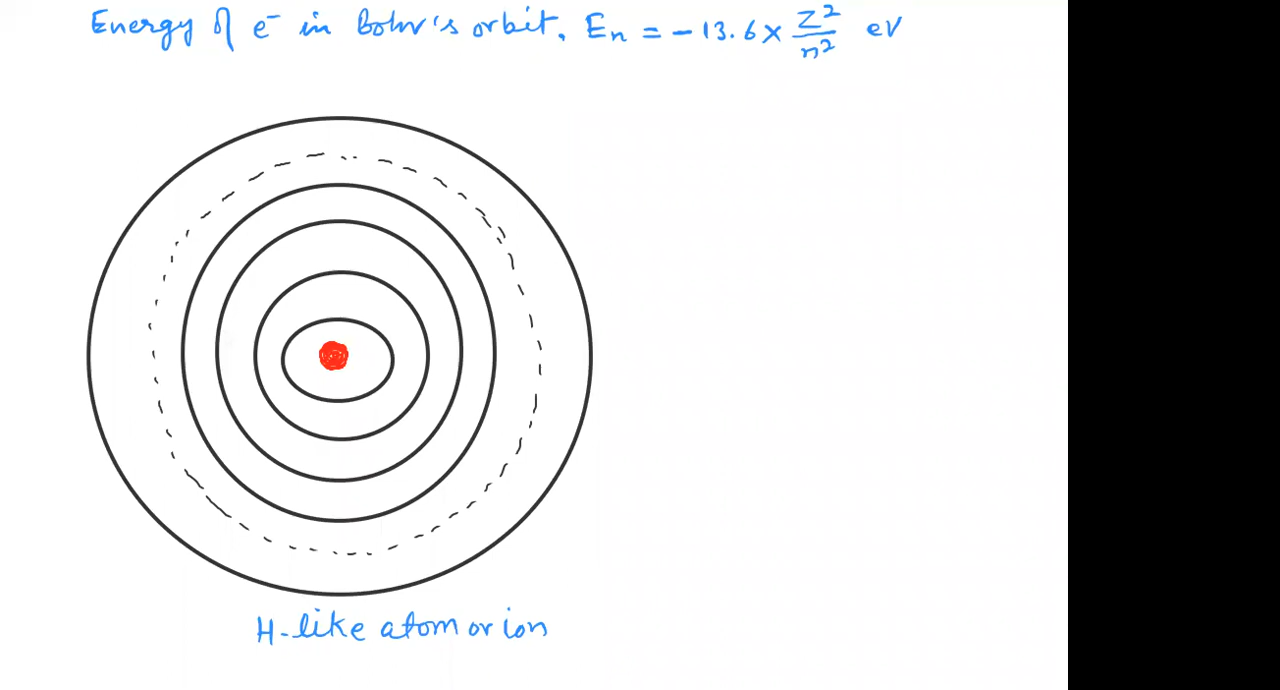 Energy of e⁻ in Bohr's orbit, Eₙ = -13.6 × Z²/n² eV
H-like atom or ion